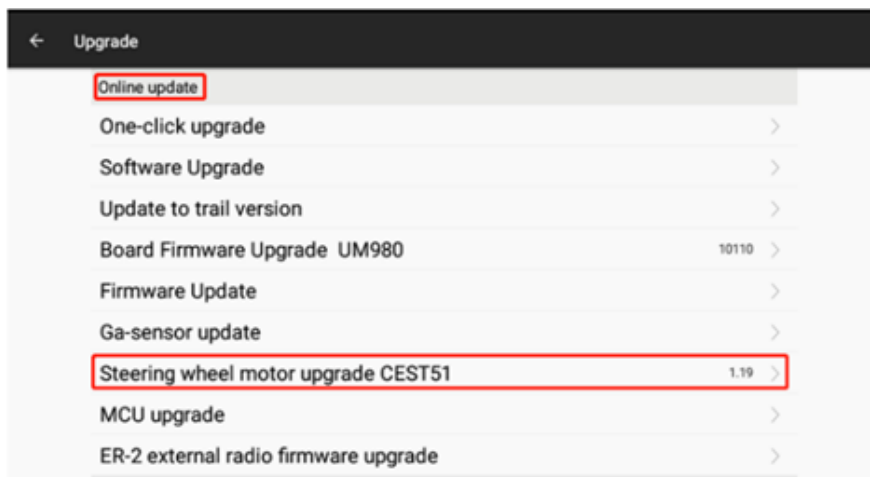 Upgrade
Online update
One-click upgrade
Software Upgrade
Update to trail version
Board Firmware Upgrade UM980 10110
Firmware Update
Ga-sensor update
Steering wheel motor upgrade CEST51 1.19
MCU upgrade
ER-2 external radio firmware upgrade